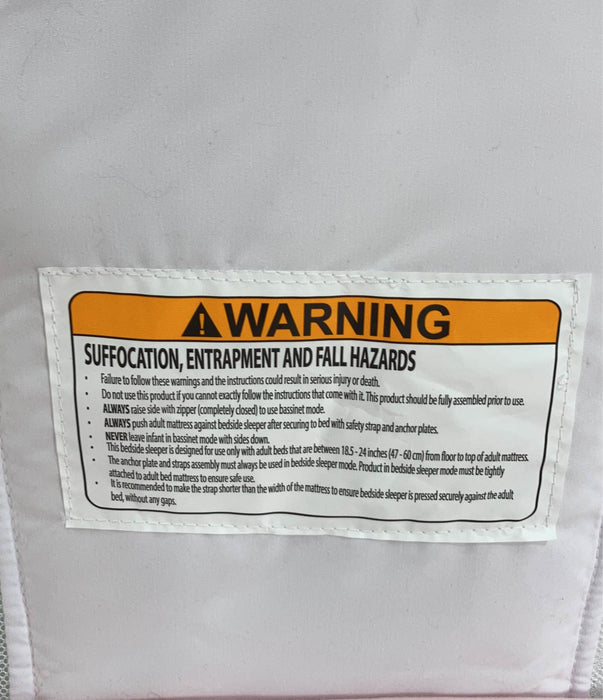 WARNING
SUFFOCATION, ENTRAPMENT AND FALL HAZARDS
• Failure to follow these warnings and the instructions could result in serious injury or death.
• Do not use this product if you cannot exactly follow the instructions that come with it. This product should be fully assembled prior to use.
• ALWAYS raise side with zipper (completely closed) to use bassinet mode.
• ALWAYS push adult mattress against bedside sleeper after securing to bed with safety strap and anchor plates.
• NEVER leave infant in bassinet mode with sides down.
• This bedside sleeper is designed for use only with adult beds that are between 18.5 - 24 inches (47 - 60 cm) from floor to top of adult mattress.
• The anchor plate and straps assembly must always be used in bedside sleeper mode. Product in bedside sleeper mode must be tightly
attached to adult bed mattress to ensure safe use.
• It is recommended to make the strap shorter than the width of the mattress to ensure bedside sleeper is pressed securely against the adult
bed, without any gaps.